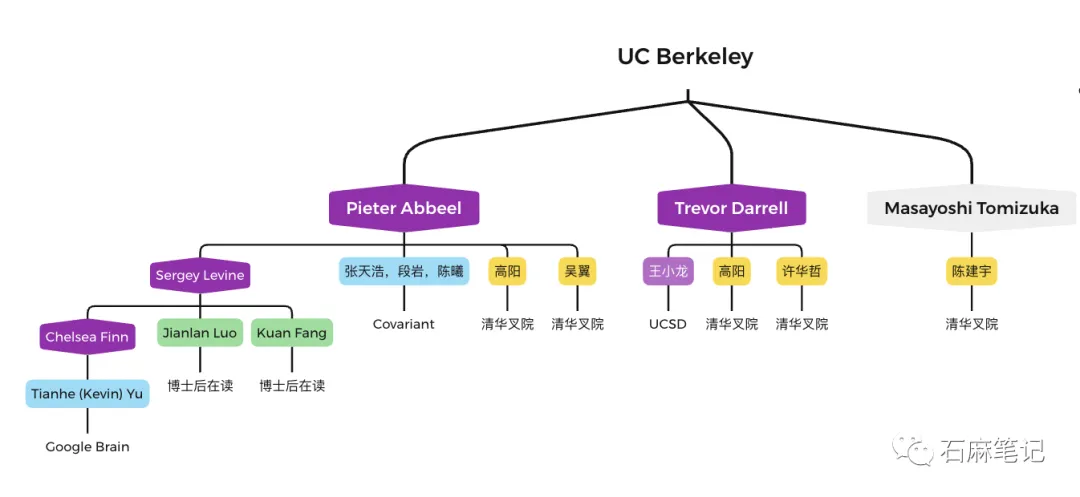 UC Berkeley
Pieter Abbeel
Trevor Darrell
Masayoshi Tomizuka
Sergey Levine
张天浩，段岩，陈曦
高阳
吴翼
王小龙
高阳
许华哲
陈建宇
Chelsea Finn
Jianlan Luo
Kuan Fang
Covariant
清华叉院
清华叉院
UCSD
清华叉院
清华叉院
清华叉院
Tianhe (Kevin) Yu
博士后在读
博士后在读
Google Brain
石麻笔记